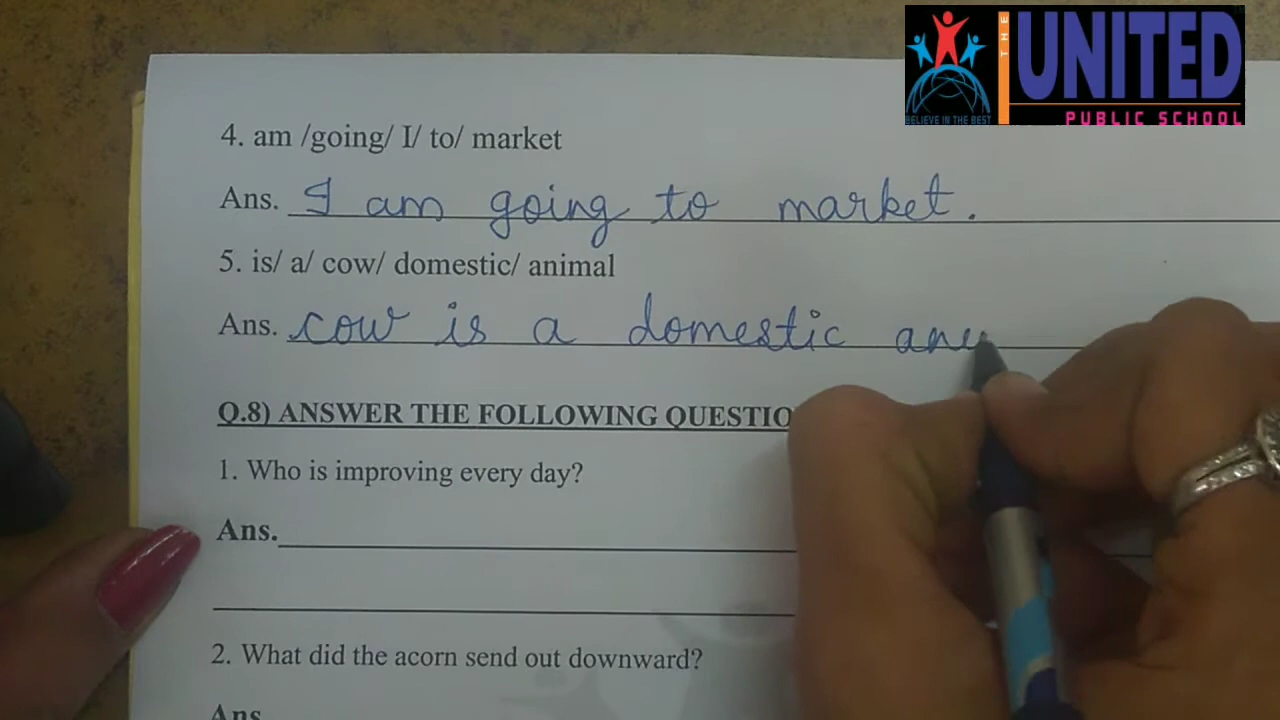 THE UNITED
BELIEVE IN THE BEST
PUBLIC SCHOOL
4. am /going/ I/ to/ market
Ans. I am going to market.
5. is/ a/ cow/ domestic/ animal
Ans. cow is a domestic
Q.8) ANSWER THE FOLLOWING QUESTIO
1. Who is improving every day?
Ans.
2. What did the acorn send out downward?
Ans